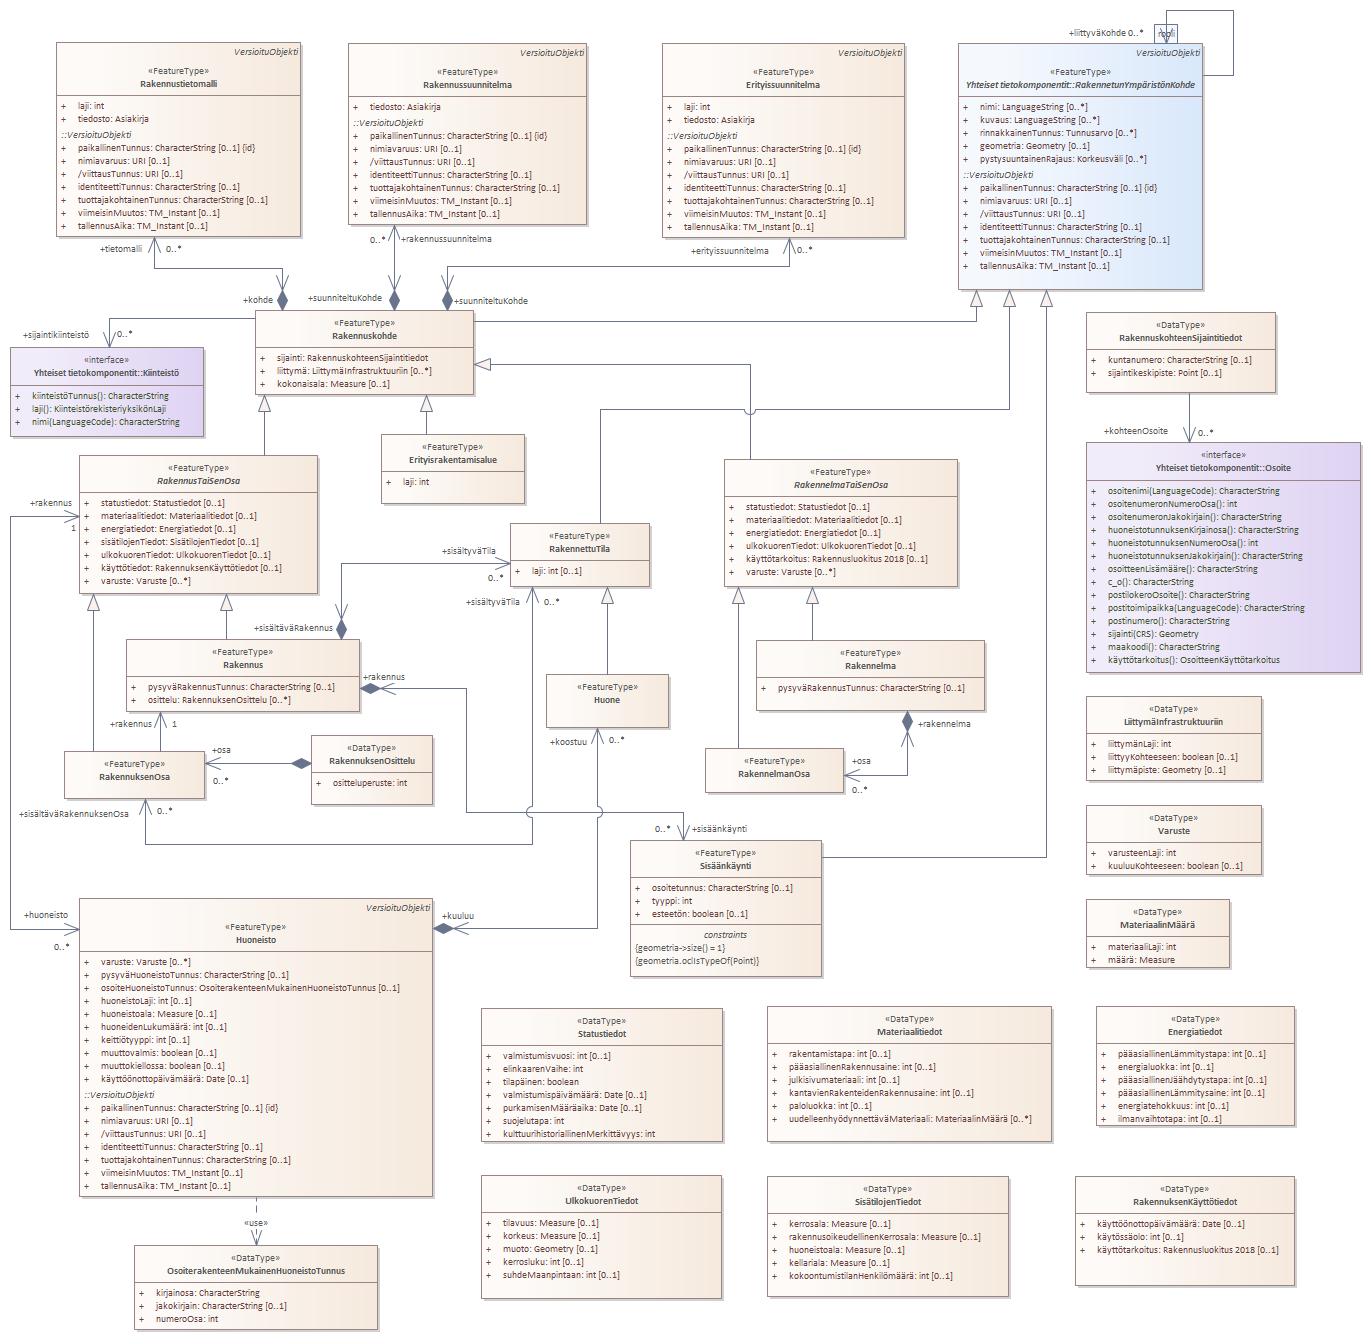 VersioituObjekti
«FeatureType»
Rakennustietomalli
+ laji: int
+ tiedosto: Asiakirja
::VersioituObjekti
+ paikallinenTunnus: CharacterString [0..1] {id}
+ nimiavaruus: URI [0..1]
+ /viittausTunnus: URI [0..1]
+ identiteettiTunnus: CharacterString [0..1]
+ tuottajakohtainenTunnus: CharacterString [0..1]
+ viimeisinMuutos: TM_Instant [0..1]
+ tallennusAika: TM_Instant [0..1]
VersioituObjekti
«FeatureType»
Rakennussuunnitelma
+ tiedosto: Asiakirja
::VersioituObjekti
+ paikallinenTunnus: CharacterString [0..1] {id}
+ nimiavaruus: URI [0..1]
+ /viittausTunnus: URI [0..1]
+ identiteettiTunnus: CharacterString [0..1]
+ tuottajakohtainenTunnus: CharacterString [0..1]
+ viimeisinMuutos: TM_Instant [0..1]
+ tallennusAika: TM_Instant [0..1]
VersioituObjekti
«FeatureType»
Erityissuunnitelma
+ laji: int
+ tiedosto: Asiakirja
::VersioituObjekti
+ paikallinenTunnus: CharacterString [0..1] {id}
+ nimiavaruus: URI [0..1]
+ /viittausTunnus: URI [0..1]
+ identiteettiTunnus: CharacterString [0..1]
+ tuottajakohtainenTunnus: CharacterString [0..1]
+ viimeisinMuutos: TM_Instant [0..1]
+ tallennusAika: TM_Instant [0..1]
+liittyväKohde 0..*
rooli
VersioituObjekti
«FeatureType»
Yhteiset tietokomponentit::RakennetunYmpäristönKohde
+ nimi: LanguageString [0..*]
+ kuvaus: LanguageString [0..*]
+ rinnakkainenTunnus: Tunnusarvo [0..*]
+ geometria: Geometry [0..1]
+ pystysuuntainenRajaus: Korkeusväli [0..*]
::VersioituObjekti
+ paikallinenTunnus: CharacterString [0..1] {id}
+ nimiavaruus: URI [0..1]
+ /viittausTunnus: URI [0..1]
+ identiteettiTunnus: CharacterString [0..1]
+ tuottajakohtainenTunnus: CharacterString [0..1]
+ viimeisinMuutos: TM_Instant [0..1]
+ tallennusAika: TM_Instant [0..1]
+tietomalli 0..*
0..* +rakennussuunnitelma
+erityissuunnitelma 0..*
+kohde
+suunniteltuKohde
+suunniteltuKohde
+sijaintikiinteistö 0..*
«FeatureType»
Rakennuskohde
+ sijainti: RakennuskohteenSijaintitiedot
+ liittymä: LiittymäInfrastruktuuriin [0..*]
+ kokonaisala: Measure [0..1]
«interface»
Yhteiset tietokomponentit::Kiinteistö
+ kiinteistöTunnus(): CharacterString
+ laji(): KiinteistörekisteriyksikönLaji
+ nimi(LanguageCode): CharacterString
«DataType»
RakennuskohteenSijaintitiedot
+ kuntanumero: CharacterString [0..1]
+ sijaintikeskipiste: Point [0..1]
+kohteenOsoite 0..*
«interface»
Yhteiset tietokomponentit::Osoite
+ osoitenimi(LanguageCode): CharacterString
+ osoitenumeronNumeroOsa(): int
+ osoitenumeronJakokirjain(): CharacterString
+ huoneistotunnuksenKirjainosa(): CharacterString
+ huoneistotunnuksenNumeroOsa(): int
+ huoneistotunnuksenJakokirjain(): CharacterString
+ osoitteenLisämääre(): CharacterString
+ c_o(): CharacterString
+ postilokeroOsoite(): CharacterString
+ postitoimipaikka(LanguageCode): CharacterString
+ postinumero(): CharacterString
+ sijainti(CRS): Geometry
+ maakoodi(): CharacterString
+ käyttötarkoitus(): OsoitteenKäyttötarkoitus
«FeatureType»
Erityisrakentamisalue
+ laji: int
+rakennus
1
«FeatureType»
RakennusTaiSenOsa
+ statustiedot: Statustiedot [0..1]
+ materiaalitiedot: Materiaalitiedot [0..1]
+ energiatiedot: Energiatiedot [0..1]
+ sisätilojenTiedot: SisätilojenTiedot [0..1]
+ ulkokuorenTiedot: UlkokuorenTiedot [0..1]
+ käyttötiedot: RakennuksenKäyttötiedot [0..1]
+ varuste: Varuste [0..*]
«FeatureType»
RakennelmaTaiSenOsa
+ statustiedot: Statustiedot [0..1]
+ materiaalitiedot: Materiaalitiedot [0..1]
+ energiatiedot: Energiatiedot [0..1]
+ ulkokuorenTiedot: UlkokuorenTiedot [0..1]
+ käyttötarkoitus: Rakennusluokitus 2018 [0..1]
+ varuste: Varuste [0..*]
«FeatureType»
RakennettuTila
+ laji: int [0..1]
+sisältyväTila
0..*
+sisältyväTila 0..*
+sisältäväRakennus
«FeatureType»
Rakennus
+ pysyväRakennusTunnus: CharacterString [0..1]
+ osittelu: RakennuksenOsittelu [0..*]
+rakennus
+rakennus 1
«FeatureType»
Huone
+koostuu 0..*
«FeatureType»
Rakennelma
+ pysyväRakennusTunnus: CharacterString [0..1]
+rakennelma
«FeatureType»
RakennelmanOsa
+osa
0..*
«FeatureType»
RakennuksenOsa
+osa
0..*
«DataType»
RakennuksenOsittelu
+ ositteluperuste: int
+sisältäväRakennuksenOsa 0..*
0..* +sisäänkäynti
«FeatureType»
Sisäänkäynti
+ osoitetunnus: CharacterString [0..1]
+ tyyppi: int
+ esteetön: boolean [0..1]
constraints
{geometria->size() = 1}
{geometria.oclIsTypeOf(Point)}
«DataType»
LiittymäInfrastruktuuriin
+ liittymänLaji: int
+ liittyyKohteeseen: boolean [0..1]
+ liittymäpiste: Geometry [0..1]
«DataType»
Varuste
+ varusteenLaji: int
+ kuuluuKohteeseen: boolean [0..1]
«DataType»
MateriaalinMäärä
+ materiaaliLaji: int
+ määrä: Measure
+huoneisto
0..*
+kuuluu
VersioituObjekti
«FeatureType»
Huoneisto
+ varuste: Varuste [0..*]
+ pysyväHuoneistoTunnus: CharacterString [0..1]
+ osoiteHuoneistoTunnus: OsoiterakenteenMukainenHuoneistoTunnus [0..1]
+ huoneistoLaji: int [0..1]
+ huoneistoala: Measure [0..1]
+ huoneidenLukumäärä: int [0..1]
+ keittiötyyppi: int [0..1]
+ muuttovalmis: boolean [0..1]
+ muuttokiellossa: boolean [0..1]
+ käyttöönottopäivämäärä: Date [0..1]
::VersioituObjekti
+ paikallinenTunnus: CharacterString [0..1] {id}
+ nimiavaruus: URI [0..1]
+ /viittausTunnus: URI [0..1]
+ identiteettiTunnus: CharacterString [0..1]
+ tuottajakohtainenTunnus: CharacterString [0..1]
+ viimeisinMuutos: TM_Instant [0..1]
+ tallennusAika: TM_Instant [0..1]
«use»
«DataType»
OsoiterakenteenMukainenHuoneistoTunnus
+ kirjainosa: CharacterString
+ jakokirjain: CharacterString [0..1]
+ numeroOsa: int
«DataType»
Statustiedot
+ valmistumisvuosi: int [0..1]
+ elinkaarenVaihe: int
+ tilapäinen: boolean
+ valmistumispäivämäärä: Date [0..1]
+ purkamisenMääräaika: Date [0..1]
+ suojelutapa: int
+ kulttuurihistoriallinenMerkittävyys: int
«DataType»
Materiaalitiedot
+ rakentamistapa: int [0..1]
+ pääasiallinenRakennusaine: int [0..1]
+ julkisivumateriaali: int [0..1]
+ kantavienRakenteidenRakennusaine: int [0..1]
+ paloluokka: int [0..1]
+ uudelleenhyödynnettäväMateriaali: MateriaalinMäärä [0..*]
«DataType»
Energiatiedot
+ pääasiallinenLämmitystapa: int [0..1]
+ energialuokka: int [0..1]
+ pääasiallinenJäähdytystapa: int [0..1]
+ pääasiallinenLämmitysaine: int [0..1]
+ energiatehokkuus: int [0..1]
+ ilmanvaihtotapa: int [0..1]
«DataType»
UlkokuorenTiedot
+ tilavuus: Measure [0..1]
+ korkeus: Measure [0..1]
+ muoto: Geometry [0..1]
+ kerrosluku: int [0..1]
+ suhdeMaanpintaan: int [0..1]
«DataType»
SisätilojenTiedot
+ kerrosala: Measure [0..1]
+ rakennusoikeudellinenKerrosala: Measure [0..1]
+ huoneistoala: Measure [0..1]
+ kellariala: Measure [0..1]
+ kokoontumistilanHenkilömäärä: int [0..1]
«DataType»
RakennuksenKäyttötiedot
+ käyttöönottopäivämäärä: Date [0..1]
+ käytössäolo: int [0..1]
+ käyttötarkoitus: Rakennusluokitus 2018 [0..1]